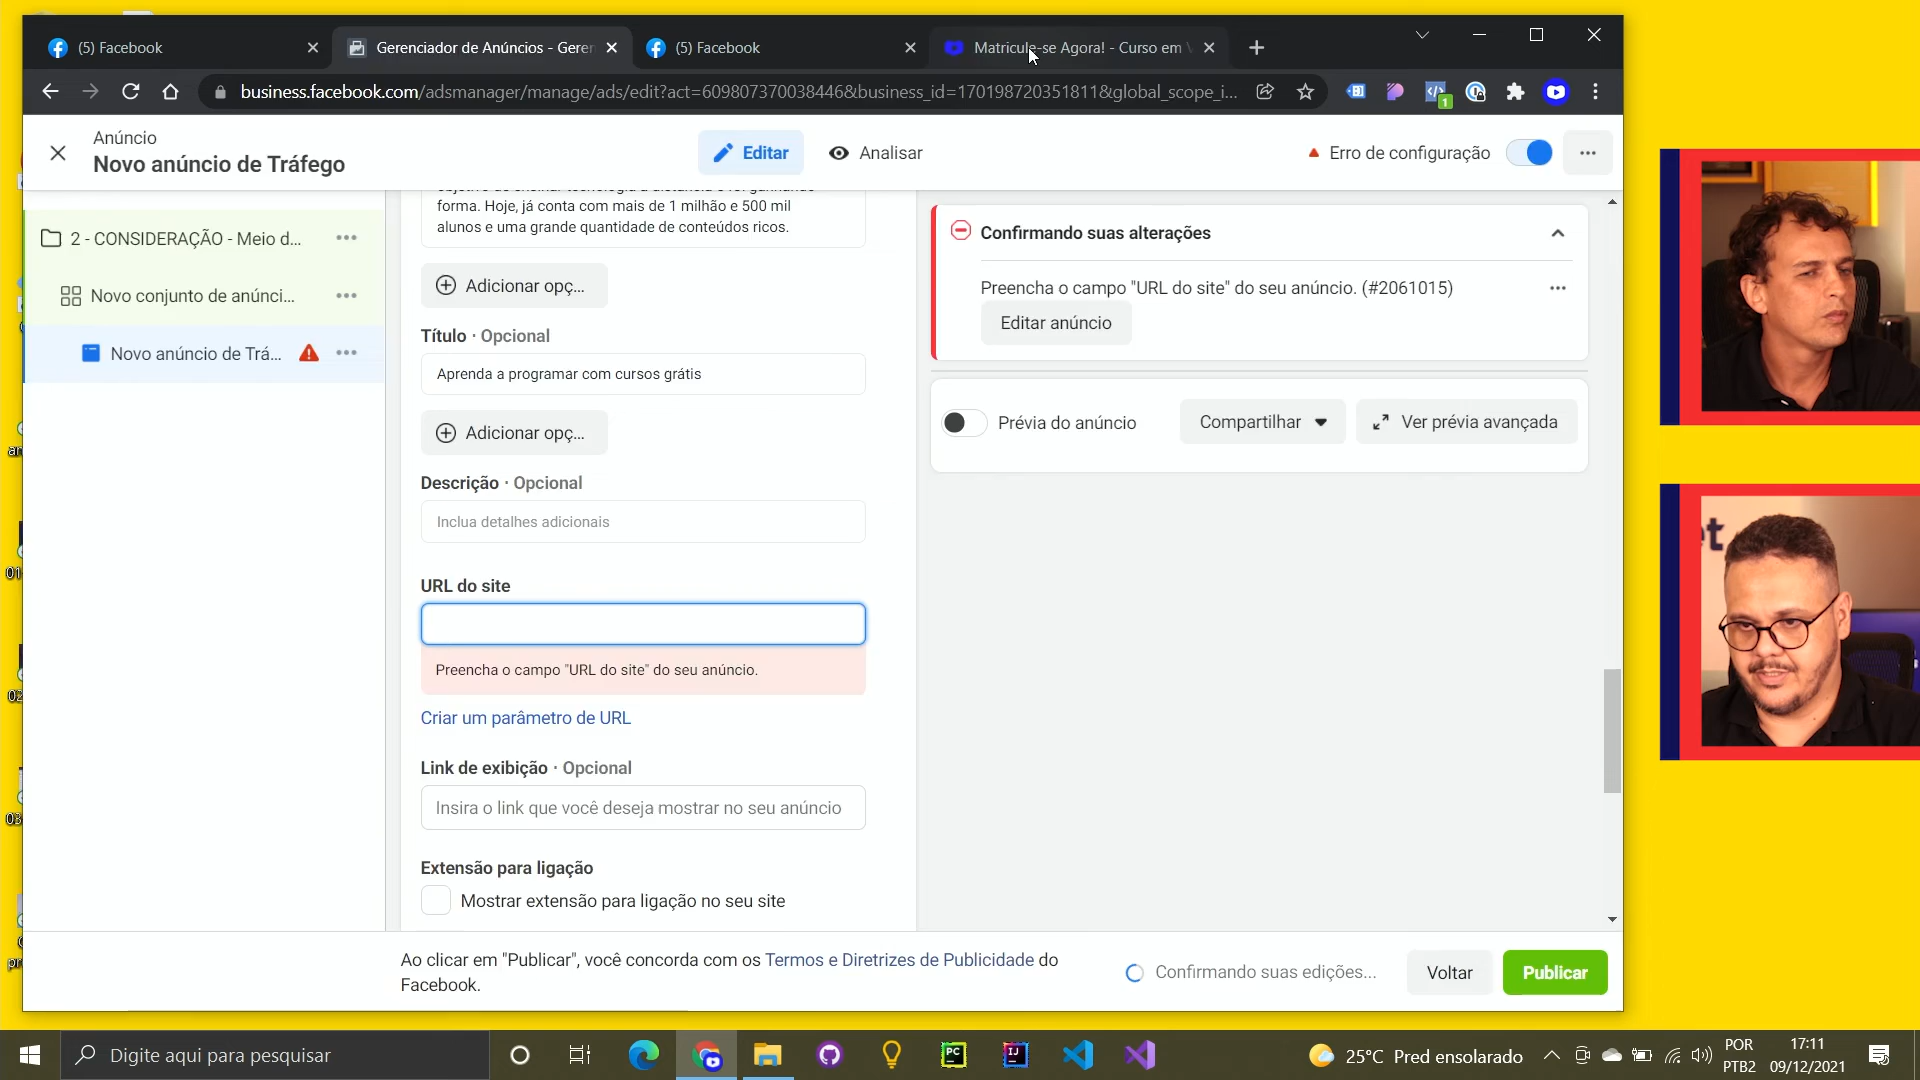 (5) Facebook
Gerenciador de Anúncios - Geren
(5) Facebook
Matricule-se Agora! - Curso em V
business.facebook.com/adsmanager/manage/ads/edit?act=609807370038446&business_id=170198720351811&global_scope_i...
Anúncio
Novo anúncio de Tráfego
Editar
Analisar
Erro de configuração
2 - CONSIDERAÇÃO - Meio d...
Novo conjunto de anúnci...
Novo anúncio de Trá...
forma. Hoje, já conta com mais de 1 milhão e 500 mil
alunos e uma grande quantidade de conteúdos ricos.
Adicionar opç...
Título · Opcional
Aprenda a programar com cursos grátis
Adicionar opç...
Descrição · Opcional
Inclua detalhes adicionais
URL do site
Preencha o campo "URL do site" do seu anúncio.
Criar um parâmetro de URL
Link de exibição · Opcional
Insira o link que você deseja mostrar no seu anúncio
Extensão para ligação
Mostrar extensão para ligação no seu site
Confirmando suas alterações
Preencha o campo "URL do site" do seu anúncio. (#2061015)
Editar anúncio
Prévia do anúncio
Compartilhar
Ver prévia avançada
Ao clicar em "Publicar", você concorda com os Termos e Diretrizes de Publicidade do
Facebook.
Confirmando suas edições...
Voltar
Publicar
Digite aqui para pesquisar
PC
IJ
25°C Pred ensolarado
POR
PTB2
17:11
09/12/2021